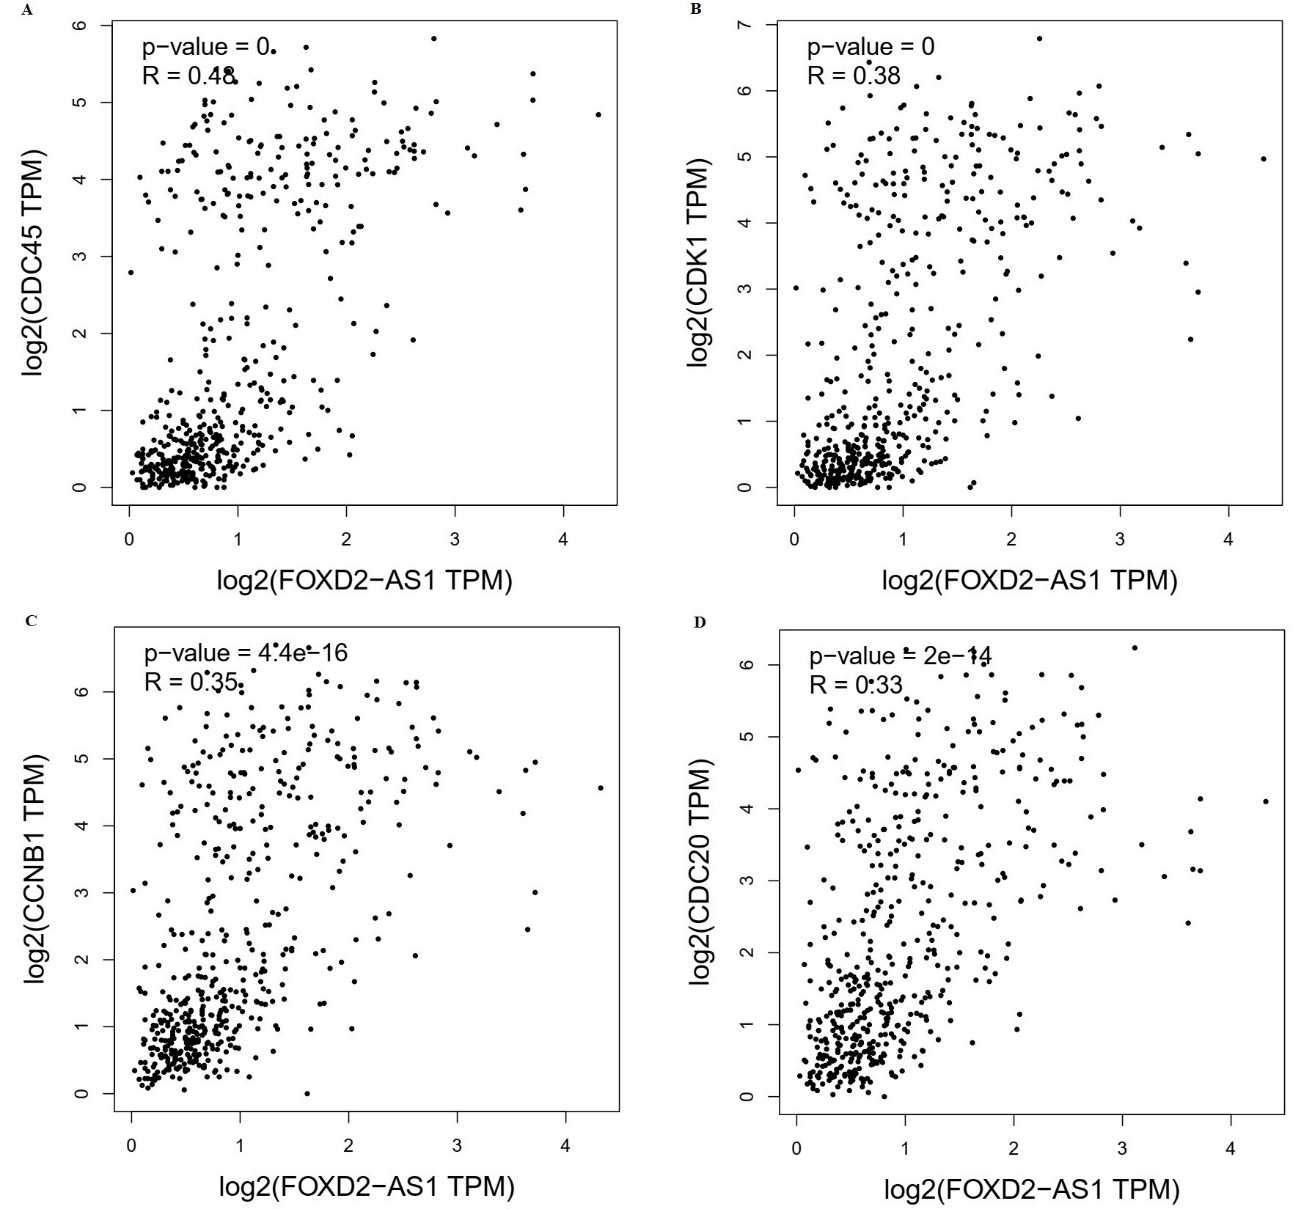 A
p−value = 0
R = 0.48
log2(CDC45 TPM)
0 1 2 3 4 5 6
0 1 2 3 4
log2(FOXD2−AS1 TPM)
B
p−value = 0
R = 0.38
log2(CDK1 TPM)
0 1 2 3 4 5 6 7
0 1 2 3 4
log2(FOXD2−AS1 TPM)
C
p−value = 4.4e−16
R = 0.35
log2(CCNB1 TPM)
0 1 2 3 4 5 6
0 1 2 3 4
log2(FOXD2−AS1 TPM)
D
p−value = 2e−14
R = 0.33
log2(CDC20 TPM)
0 1 2 3 4 5 6
0 1 2 3 4
log2(FOXD2−AS1 TPM)